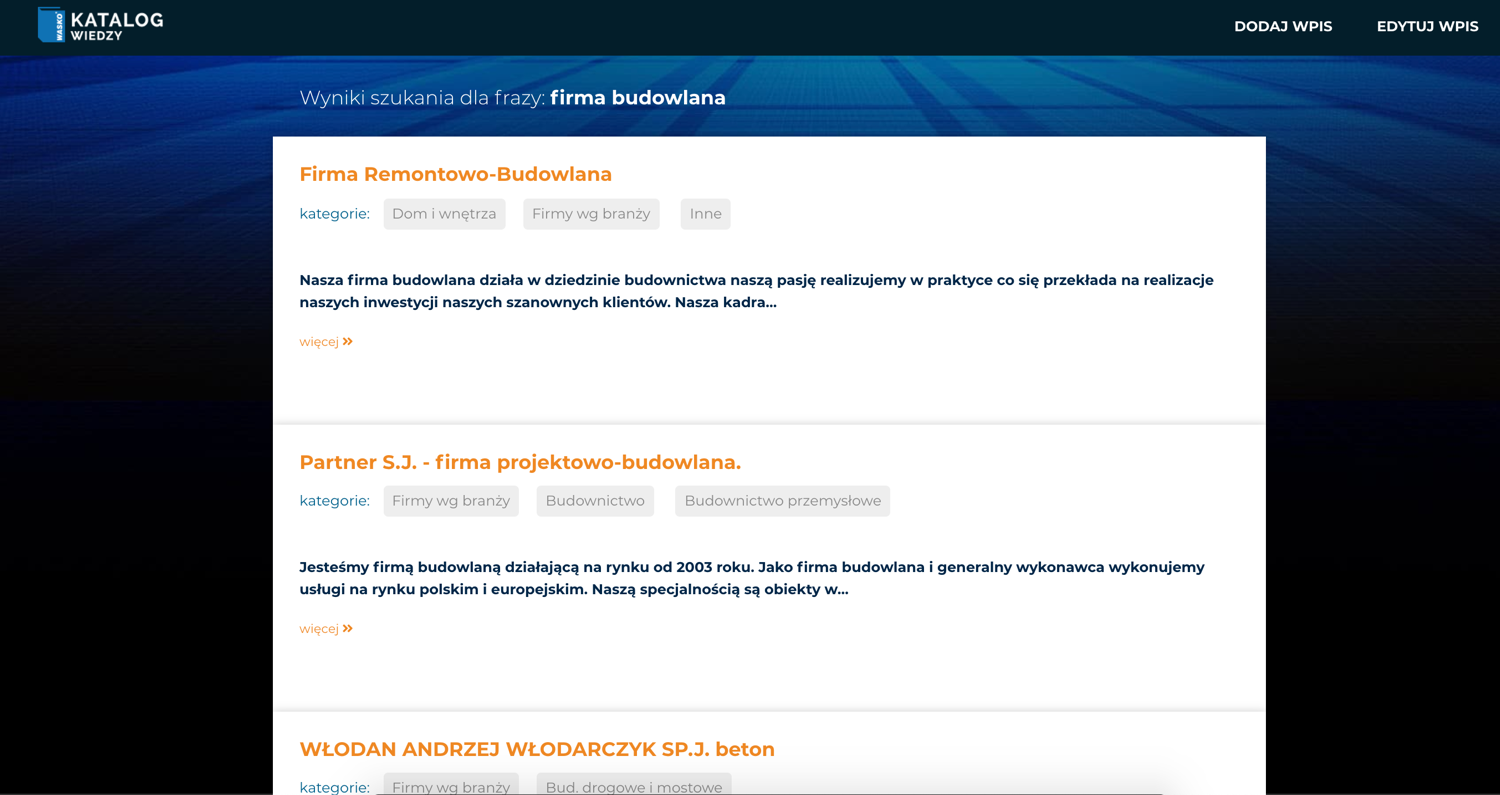 WASKO
KATALOG
WIEDZY
DODAJ WPIS
EDYTUJ WPIS
Wyniki szukania dla frazy: firma budowlana
Firma Remontowo-Budowlana
kategorie: Dom i wnętrza Firmy wg branży Inne
Nasza firma budowlana działa w dziedzinie budownictwa naszą pasję realizujemy w praktyce co się przekłada na realizacje
naszych inwestycji naszych szanownych klientów. Nasza kadra...
więcej »
Partner S.J. - firma projektowo-budowlana.
kategorie: Firmy wg branży Budownictwo Budownictwo przemysłowe
Jesteśmy firmą budowlaną działającą na rynku od 2003 roku. Jako firma budowlana i generalny wykonawca wykonujemy
usługi na rynku polskim i europejskim. Naszą specjalnością są obiekty w...
więcej »
WŁODAN ANDRZEJ WŁODARCZYK SP.J. beton
kategorie: Firmy wg branży Bud. drogowe i mostowe